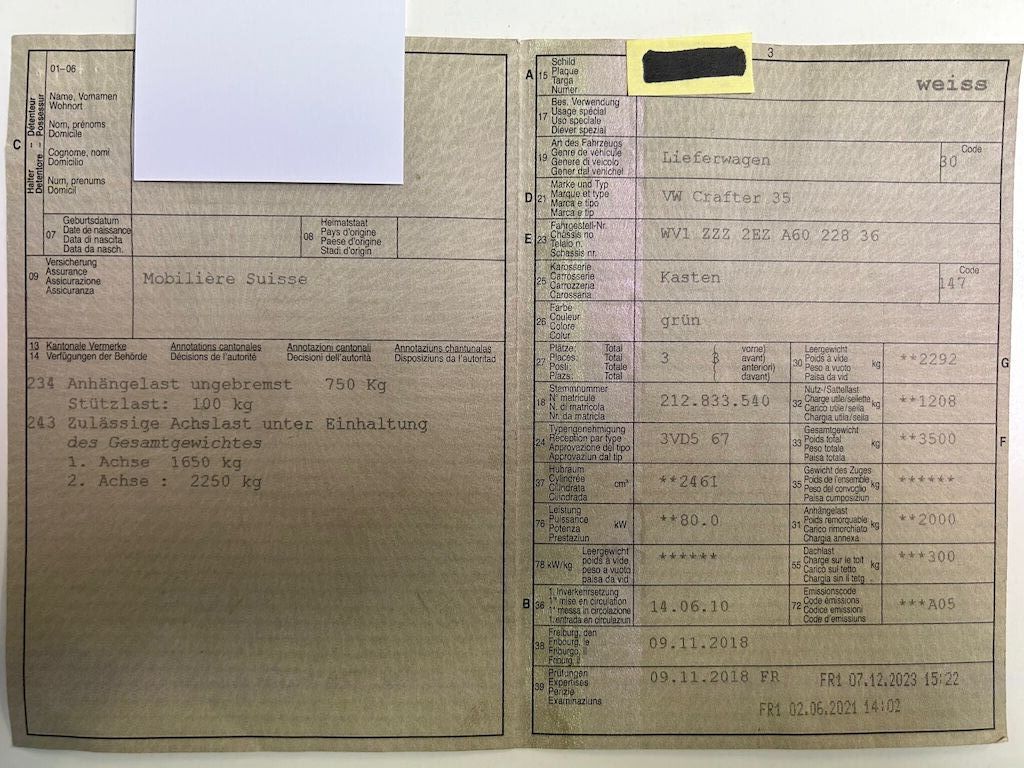 3
01–06
C
Halter – Détenteur
Detentore – Possessur
Name, Vornamen
Wohnort
Nom, prénoms
Domicile
Cognome, nomi
Domicilio
Num, prenums
Domicil
07
Geburtsdatum
Date de naissance
Data di nascita
Data da nasch.
08
Heimatstaat
Pays d'origine
Paese d'origine
Stadi d'origin
09
Versicherung
Assurance
Assicurazione
Assicuranza
Mobilière Suisse
13 Kantonale Vermerke Annotations cantonales Annotazioni cantonali Annotaziuns chantunalas
14 Verfügungen der Behörde Décisions de l'autorité Decisioni dell'autorità Disposiziuns da l'autoritad
234 Anhängelast ungebremst 750 Kg
Stützlast: 100 kg
243 Zulässige Achslast unter Einhaltung
des Gesamtgewichtes
1. Achse 1650 kg
2. Achse : 2250 kg
A 15
Schild
Plaque
Targa
Numer
weiss
17
Bes. Verwendung
Usage spécial
Uso speciale
Diever spezial
19
Art des Fahrzeugs
Genre de véhicule
Genere di veicolo
Gener dal vehichel
Lieferwagen
Code
30
D 21
Marke und Typ
Marque et type
Marca e tipo
Marca e tip
VW Crafter 35
E 23
Fahrgestell-Nr.
Châssis no
Telaio n.
Schassis nr.
WV1 ZZZ 2EZ A60 228 36
25
Karosserie
Carrosserie
Carrozzeria
Carossaria
Kasten
Code
147
26
Farbe
Couleur
Colore
Colur
grün
27
Plätze: Total
Places: Total
Posti: Totale
Plazs: Total
3 ( 3
vorne)
avant)
anteriori)
davant)
30
Leergewicht
Poids à vide
Peso a vuoto
Paisa da vid
kg
**2292
G
18
Stammnummer
N° matricule
N. di matricola
Nr. da matricla
212.833.540
32
Nutz-/Sattellast
Charge utile/sellette
Carico utile/sella
Chargia utila/sella
kg
**1208
24
Typengenehmigung
Réception par type
Approvazione del tipo
Approvaziun dal tip
3VD5 67
33
Gesamtgewicht
Poids total
Peso totale
Paisa totala
kg
**3500
F
37
Hubraum
Cylindrée
Cilindrata
Cilindrada
cm³
**2461
35
Gewicht des Zuges
Poids de l'ensemble
Peso del convoglio
Paisa cumposiziun
kg
******
76
Leistung
Puissance
Potenza
Prestaziun
kW
**80.0
31
Anhängelast
Poids remorquable
Carico rimorchiato
Chargia annexa
kg
**2000
78 kW/kg
Leergewicht
poids à vide
peso a vuoto
paisa da vid
******
55
Dachlast
Charge sur le toit
Carico sul tetto
Chargia sin il tetg
kg
***300
B 36
1. Inverkehrsetzung
1re mise en circulation
1a messa in circolazione
1. entrada en circulaziun
14.06.10
72
Emissionscode
Code émissions
Codice emissioni
Code d'emissiuns
***A05
38
Freiburg, den
Fribourg, le
Friburgo, il
Friburg, il
09.11.2018
39
Prüfungen
Expertises
Perizie
Examinaziuns
09.11.2018 FR FR1 07.12.2023 15:22
FR1 02.06.2021 14:02